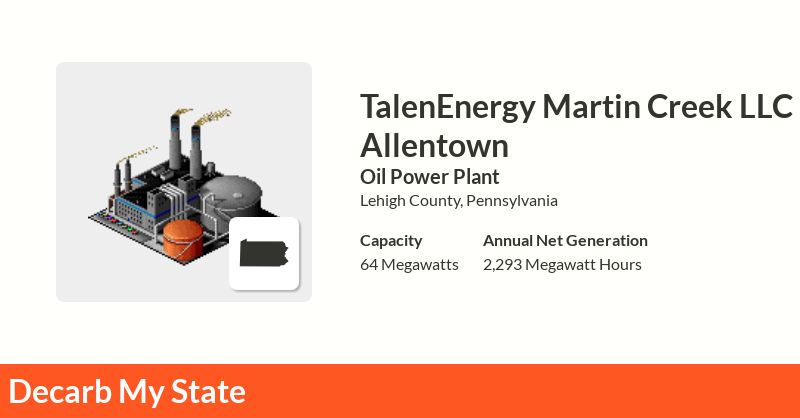 TalenEnergy Martin Creek LLC
Allentown
Oil Power Plant
Lehigh County, Pennsylvania
Capacity Annual Net Generation
64 Megawatts 2,293 Megawatt Hours
Decarb My State